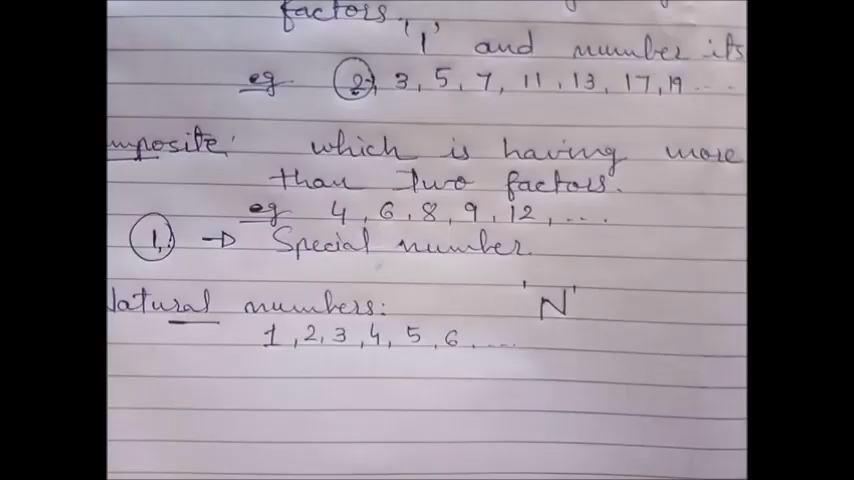 factors,
'1' and number its
eg. 2, 3, 5, 7, 11, 13, 17, 19 ...
mposite: which is having more
than Two factors.
eg 4, 6, 8, 9, 12, ...
1, → Special number.
Natural numbers: 'N'
1, 2, 3, 4, 5, 6, ...